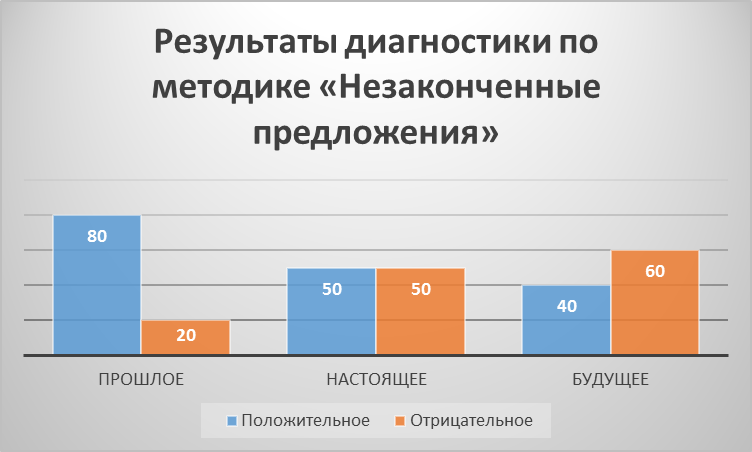 Результаты диагностики по
методике «Незаконченные
предложения»
80
20
50
50
40
60
ПРОШЛОЕ
НАСТОЯЩЕЕ
БУДУЩЕЕ
Положительное
Отрицательное